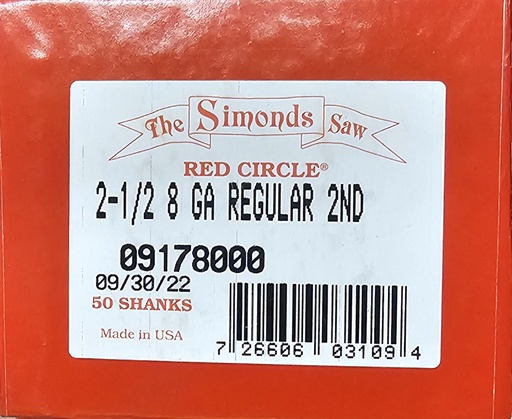 The Simonds Saw
RED CIRCLE®
2-1/2 8 GA REGULAR 2ND
09178000
09/30/22
50 SHANKS
Made in USA
7 26606 03109 4